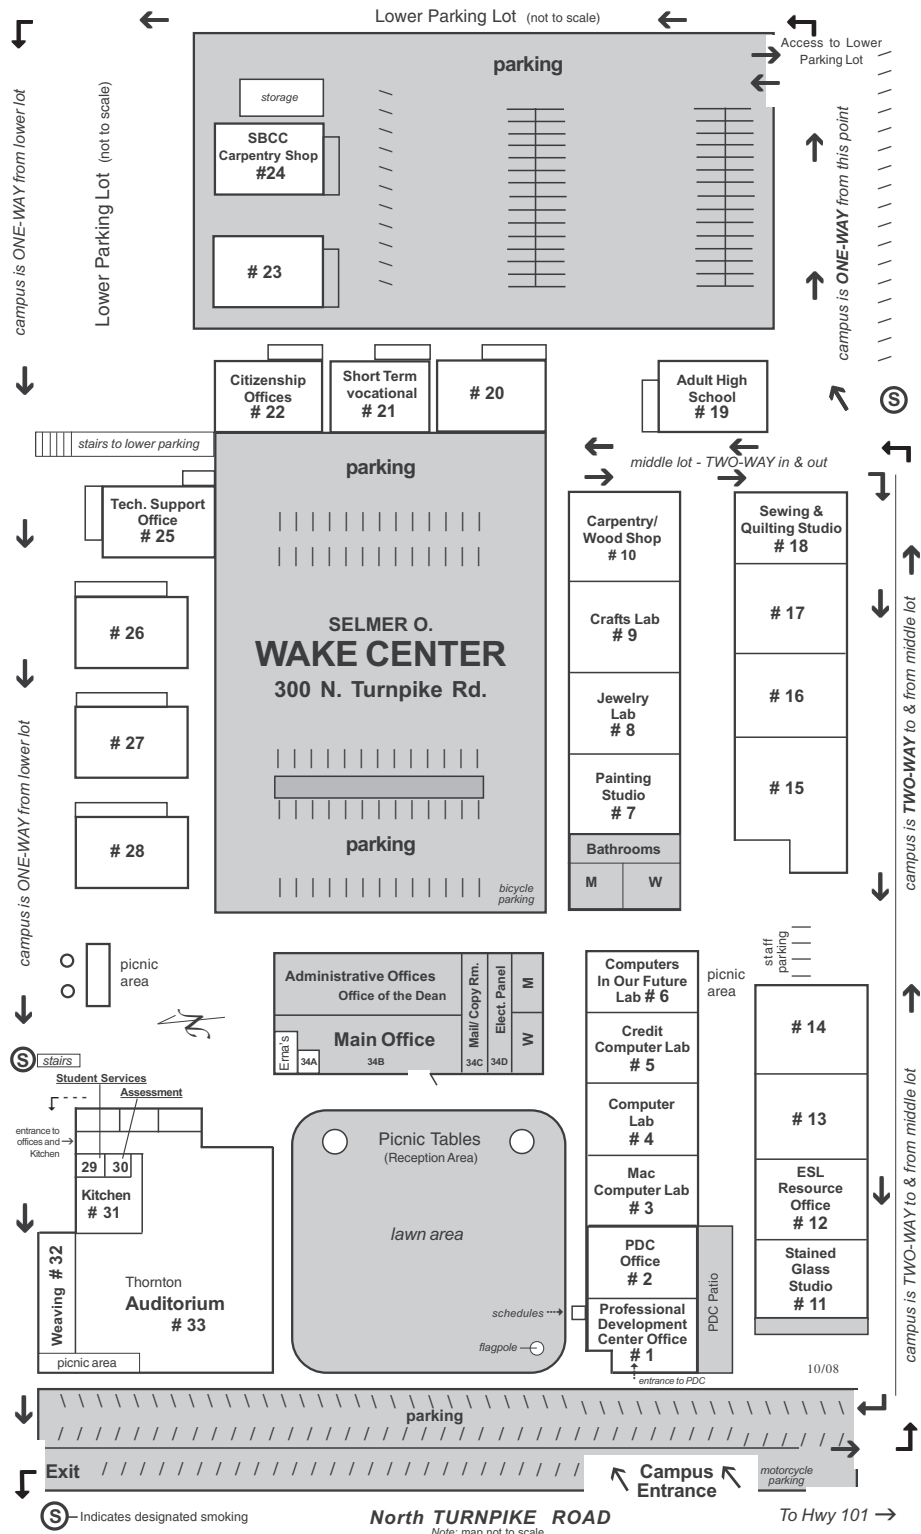 Lower Parking Lot (not to scale)
Access to Lower
Parking Lot
parking
storage
SBCC
Carpentry Shop
#24
# 23
campus is ONE-WAY from lower lot
Lower Parking Lot (not to scale)
campus is ONE-WAY from this point
Citizenship
Offices
# 22
Short Term
vocational
# 21
# 20
Adult High
School
# 19
S
stairs to lower parking
parking
middle lot - TWO-WAY in & out
Tech. Support
Office
# 25
Carpentry/
Wood Shop
# 10
Sewing &
Quilting Studio
# 18
# 26
SELMER O.
WAKE CENTER
300 N. Turnpike Rd.
Crafts Lab
# 9
# 17
Jewelry
Lab
# 8
# 16
# 27
Painting
Studio
# 7
# 15
campus is TWO-WAY to & from middle lot
campus is ONE-WAY from lower lot
# 28
parking
Bathrooms
M
W
bicycle
parking
staff
parking
picnic
area
Administrative Offices
Office of the Dean
Mail/ Copy Rm.
Elect. Panel
M
W
Main Office
Erna's
34A
34B
34C
34D
Computers
In Our Future
Lab # 6
picnic
area
# 14
N
Credit
Computer Lab
# 5
S
stairs
Student Services
Assessment
Computer
Lab
# 4
# 13
entrance to
offices and
Kitchen
29
30
Kitchen
# 31
Picnic Tables
(Reception Area)
Mac
Computer Lab
# 3
ESL
Resource
Office
# 12
campus is TWO-WAY to & from middle lot
lawn area
PDC
Office
# 2
Stained
Glass
Studio
# 11
Weaving # 32
Thornton
Auditorium
# 33
schedules
Professional
Development
Center Office
# 1
PDC Patio
flagpole
picnic area
entrance to PDC
10/08
parking
Exit
Campus
Entrance
motorcycle
parking
S
Indicates designated smoking
North TURNPIKE ROAD
Note: map not to scale
To Hwy 101